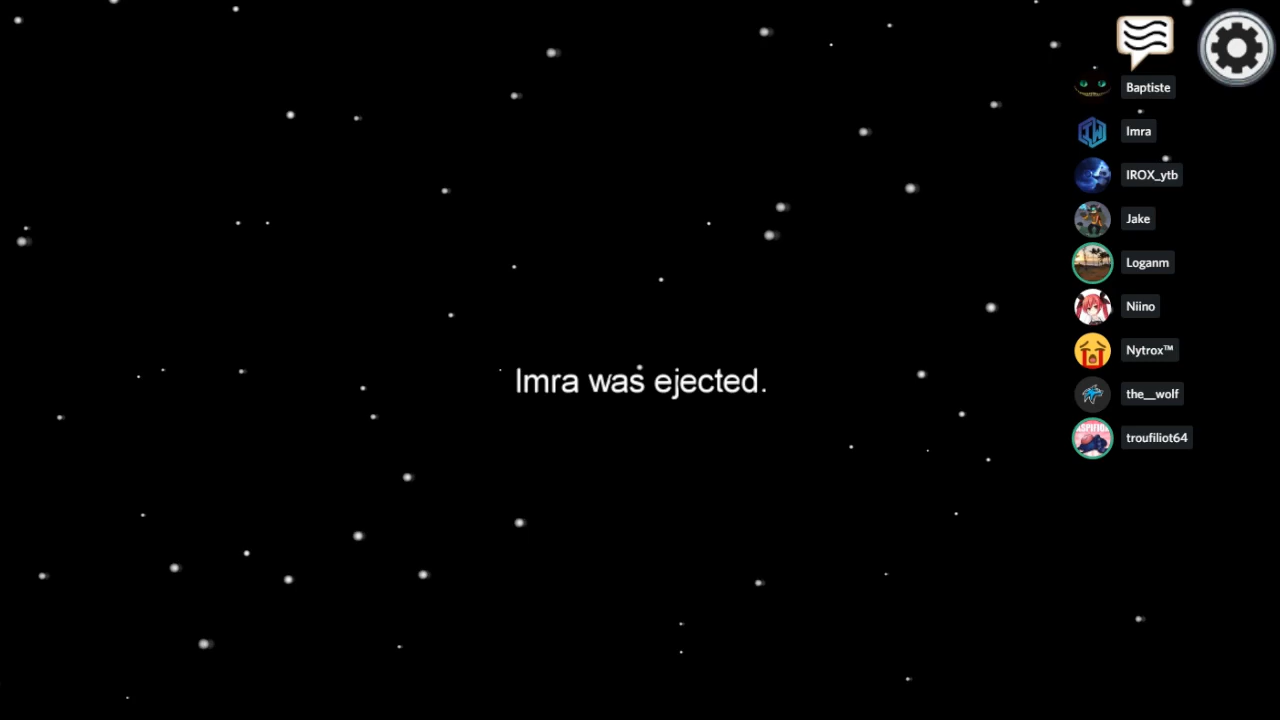 Baptiste
Imra
IROX_ytb
Jake
Loganm
Niino
Imra was ejected.
Nytrox™
the__wolf
troufiliot64